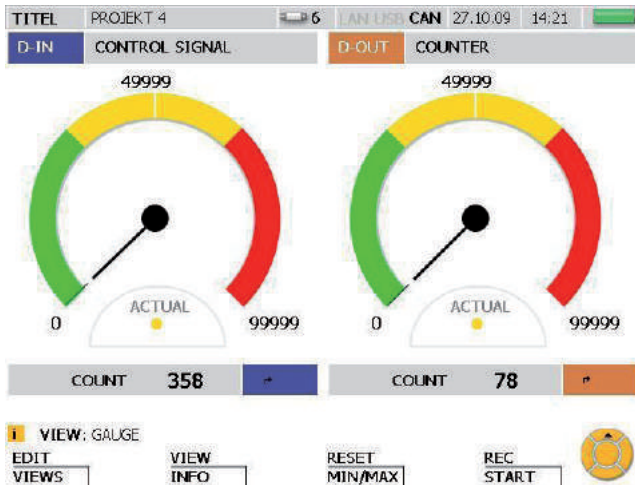 TITEL PROJEKT 4 6 LAN USB CAN 27.10.09 14:21
D-IN CONTROL SIGNAL D-OUT COUNTER
49999 49999
ACTUAL ACTUAL
0 99999 0 99999
COUNT 358 COUNT 78
i VIEW: GAUGE
EDIT VIEW RESET REC
VIEWS INFO MIN/MAX START